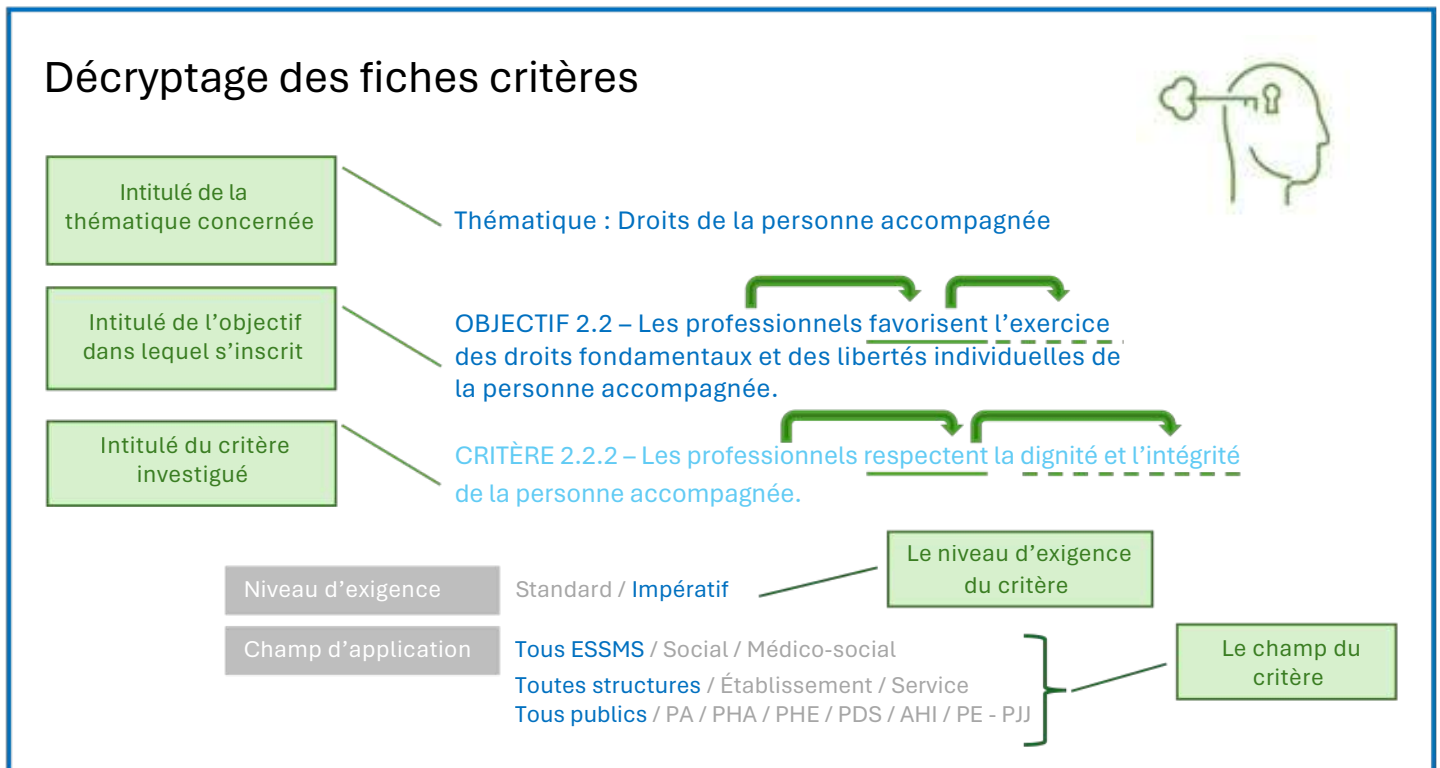 Décryptage des fiches critères
Intitulé de la
thématique concernée
Thématique : Droits de la personne accompagnée
Intitulé de l’objectif
dans lequel s’inscrit
OBJECTIF 2.2 – Les professionnels favorisent l’exercice
des droits fondamentaux et des libertés individuelles de
la personne accompagnée.
Intitulé du critère
investigué
CRITÈRE 2.2.2 – Les professionnels respectent la dignité et l’intégrité
de la personne accompagnée.
Le niveau d’exigence
du critère
Niveau d’exigence
Standard / Impératif
Champ d’application
Tous ESSMS / Social / Médico-social
Toutes structures / Établissement / Service
Tous publics / PA / PHA / PHE / PDS / AHI / PE - PJJ
Le champ du
critère